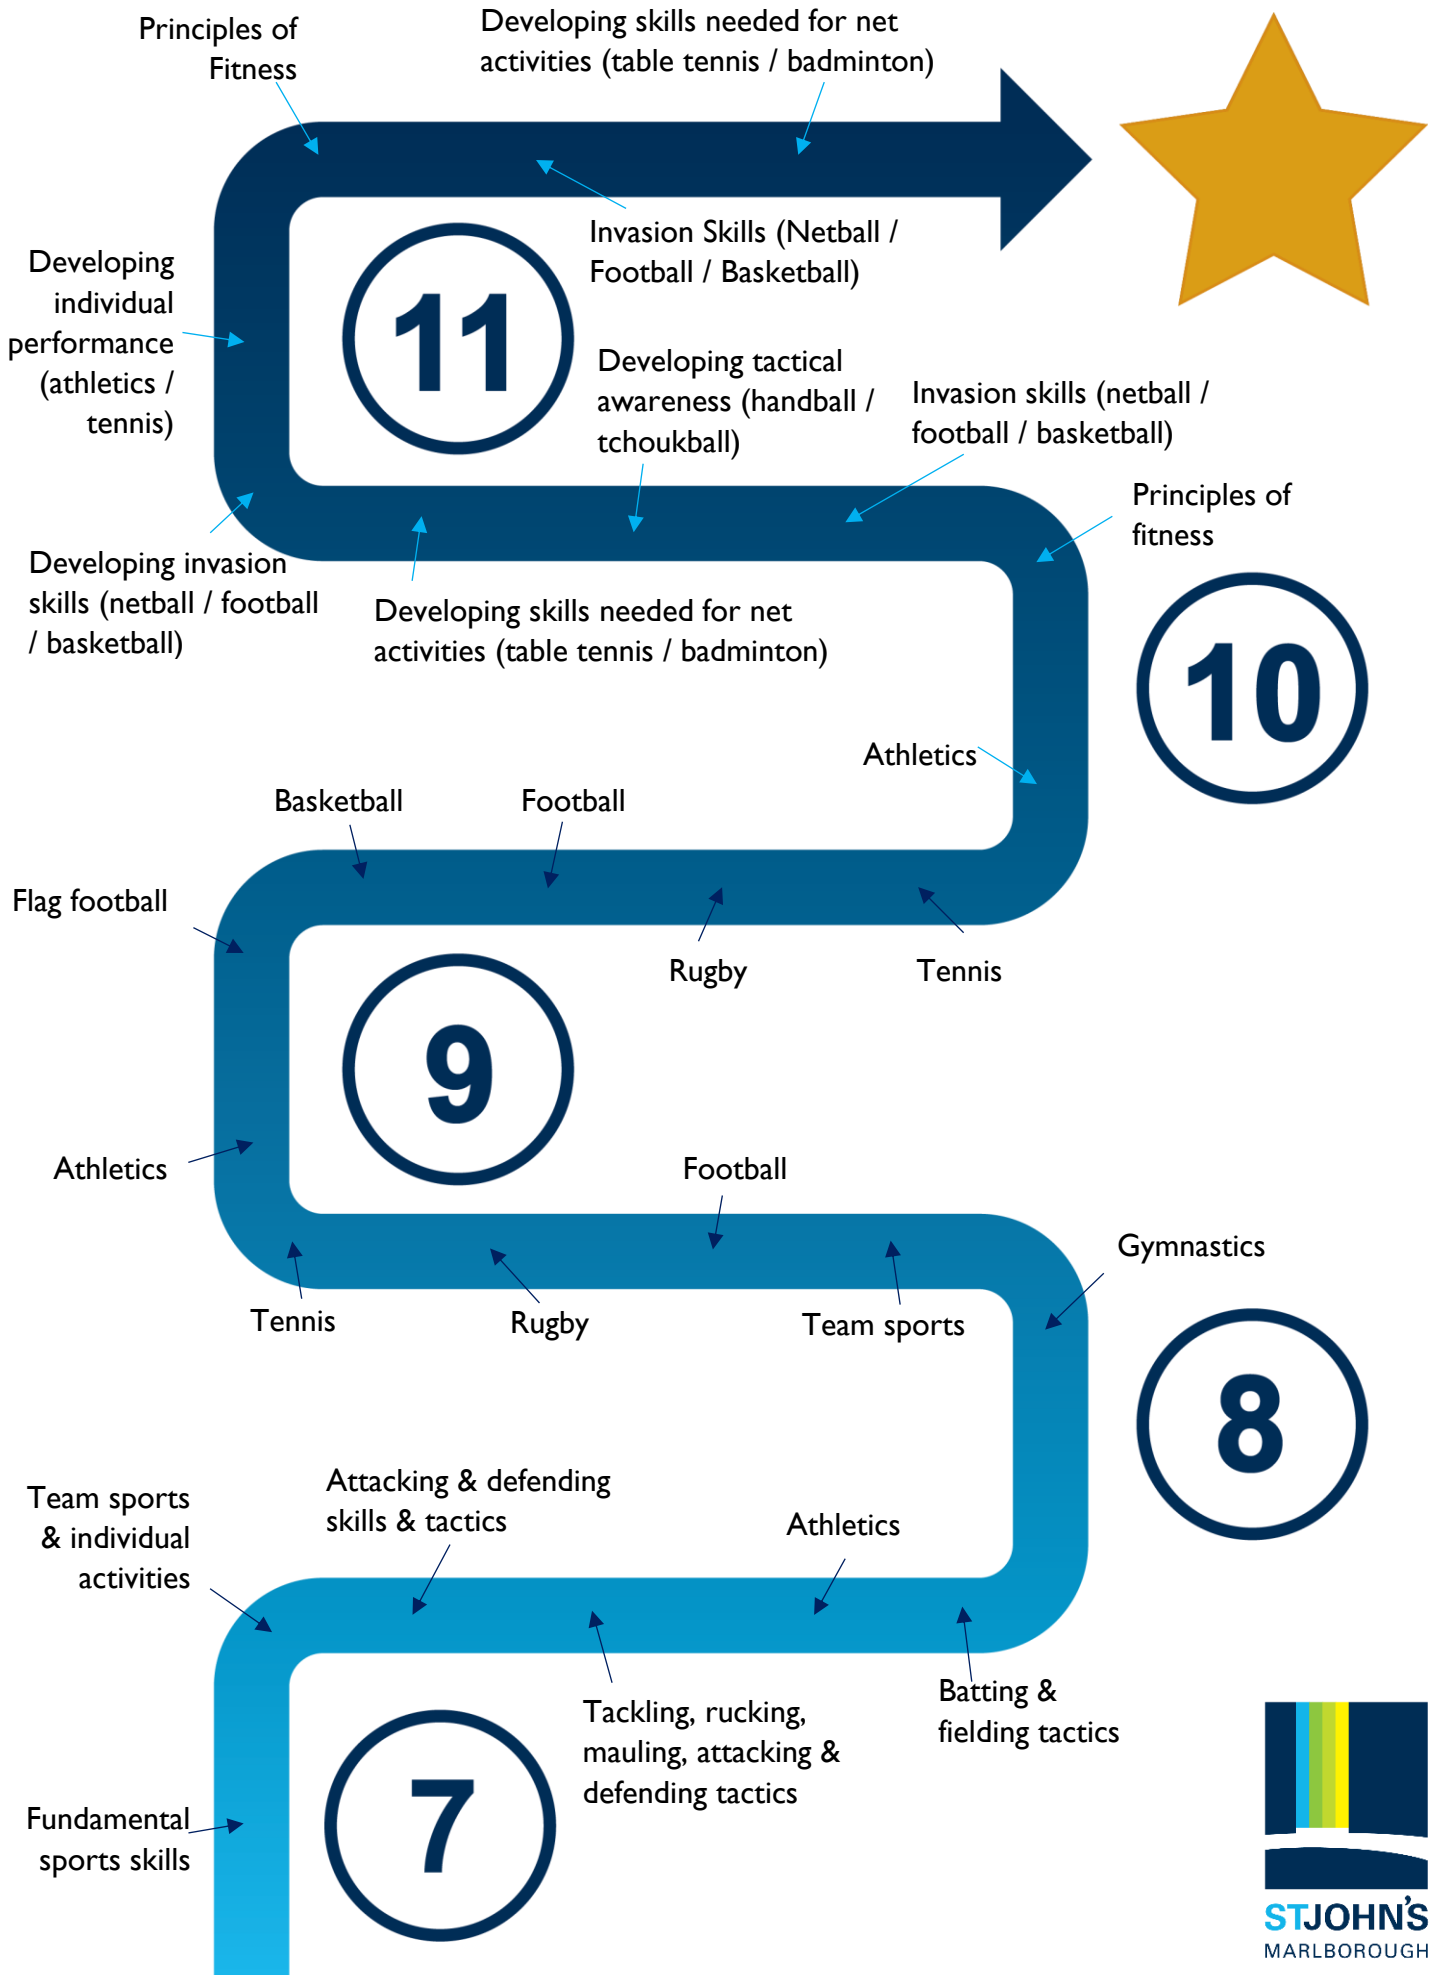 Principles of
Fitness
Developing skills needed for net
activities (table tennis / badminton)
Invasion Skills (Netball /
Football / Basketball)
Developing
individual
performance
(athletics /
tennis)
11
Developing tactical
awareness (handball /
tchoukball)
Invasion skills (netball /
football / basketball)
Principles of
fitness
Developing invasion
skills (netball / football
/ basketball)
Developing skills needed for net
activities (table tennis / badminton)
10
Athletics
Basketball
Football
Flag football
Rugby
Tennis
9
Athletics
Football
Gymnastics
Tennis
Rugby
Team sports
8
Team sports
& individual
activities
Attacking & defending
skills & tactics
Athletics
Tackling, rucking,
mauling, attacking &
defending tactics
Batting &
fielding tactics
7
Fundamental
sports skills
STJOHN'S
MARLBOROUGH